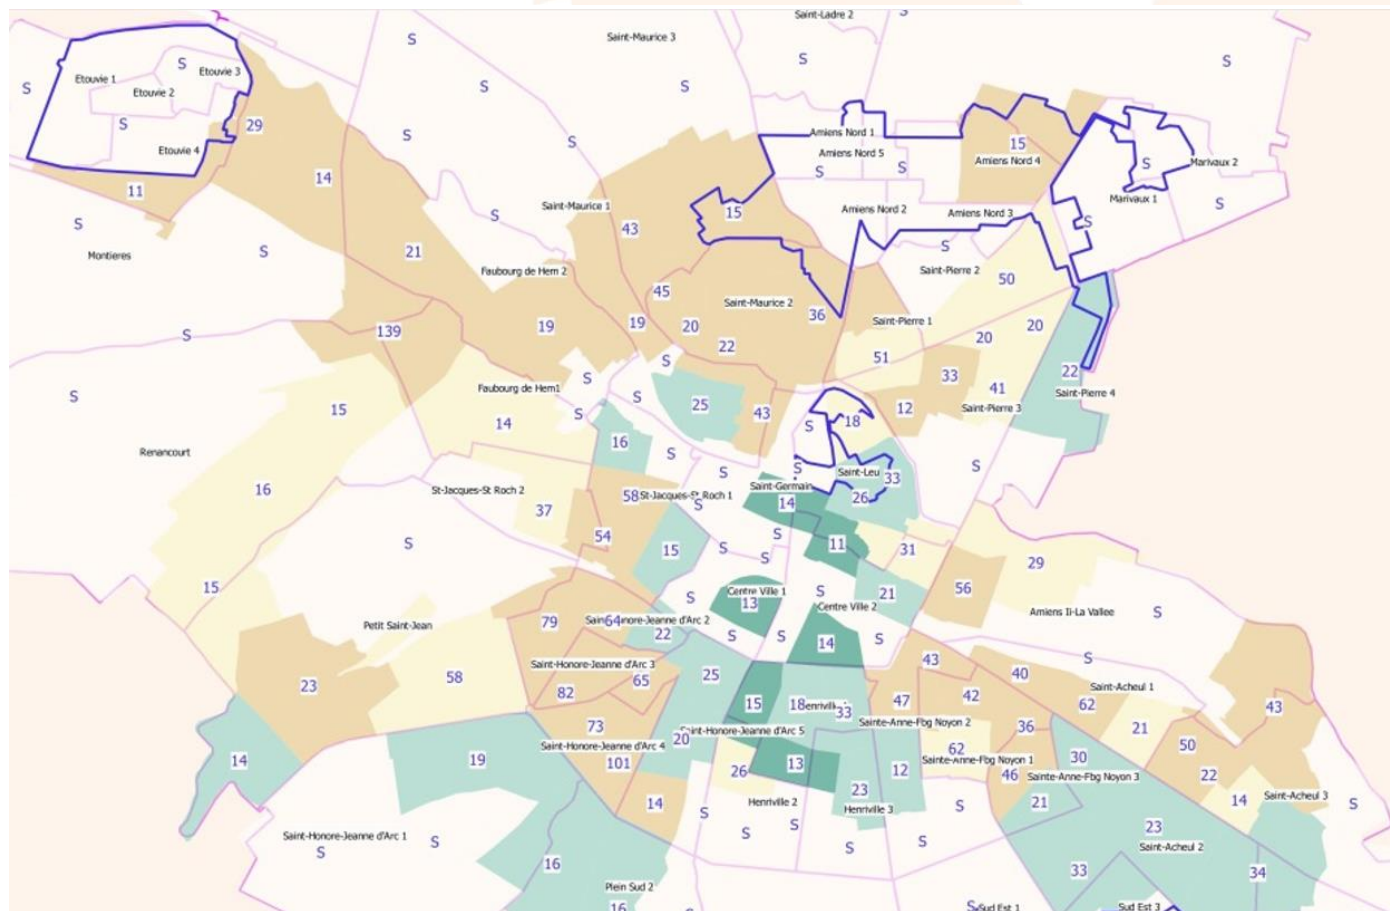 Saint-Ladre 2
S
Saint-Maurice 3
S
S
S
S
Etouvie 3
Etouvie 1
S
S
S
Etouvie 2
S
29
Amiens Nord 1
S
S
15
Etouvie 4
Amiens Nord 5
Amiens Nord 4
S
Marivaux 2
S
S
14
11
Marivaux 1
S
Saint-Maurice 1
15
Amiens Nord 2
Amiens Nord 3
S
S
S
43
S
Montieres
S
21
Faubourg de Hem 2
Saint-Pierre 2
50
45
Saint-Maurice 2
36
Saint-Pierre 1
19
19
20
20
139
S
20
22
51
S
22
S
33
Faubourg de Hem1
41
Saint-Pierre 4
S
S
25
12
Saint-Pierre 3
15
S
43
14
18
S
16
Renancourt
S
S
S
S
Saint-Leu
33
16
St-Jacques-St Roch 2
58
St-Jacques-St Roch 1
Saint-Germain
26
S
14
37
54
S
11
S
15
S
S
31
29
15
Centre Ville 1
S
21
56
S
13
Centre Ville 2
Amiens Ii-La Vallee
S
79
64
Saint-Honore-Jeanne d'Arc 2
Petit Saint-Jean
22
S
S
S
14
Saint-Honore-Jeanne d'Arc 3
43
S
58
65
25
40
23
82
47
42
Saint-Acheul 1
15
18
Henriville 1
33
62
43
73
Saint-Honore-Jeanne d'Arc 5
Sainte-Anne-Fbg Noyon 2
36
21
Saint-Honore-Jeanne d'Arc 4
20
62
50
14
19
101
26
13
12
Sainte-Anne-Fbg Noyon 1
30
46
Sainte-Anne-Fbg Noyon 3
22
14
Henriville 2
23
21
14
Saint-Acheul 3
S
Henriville 3
S
S
S
23
Saint-Honore-Jeanne d'Arc 1
S
S
S
S
S
Saint-Acheul 2
16
33
34
Plein Sud 2
16
S
Sud Est 1
Sud Est 3